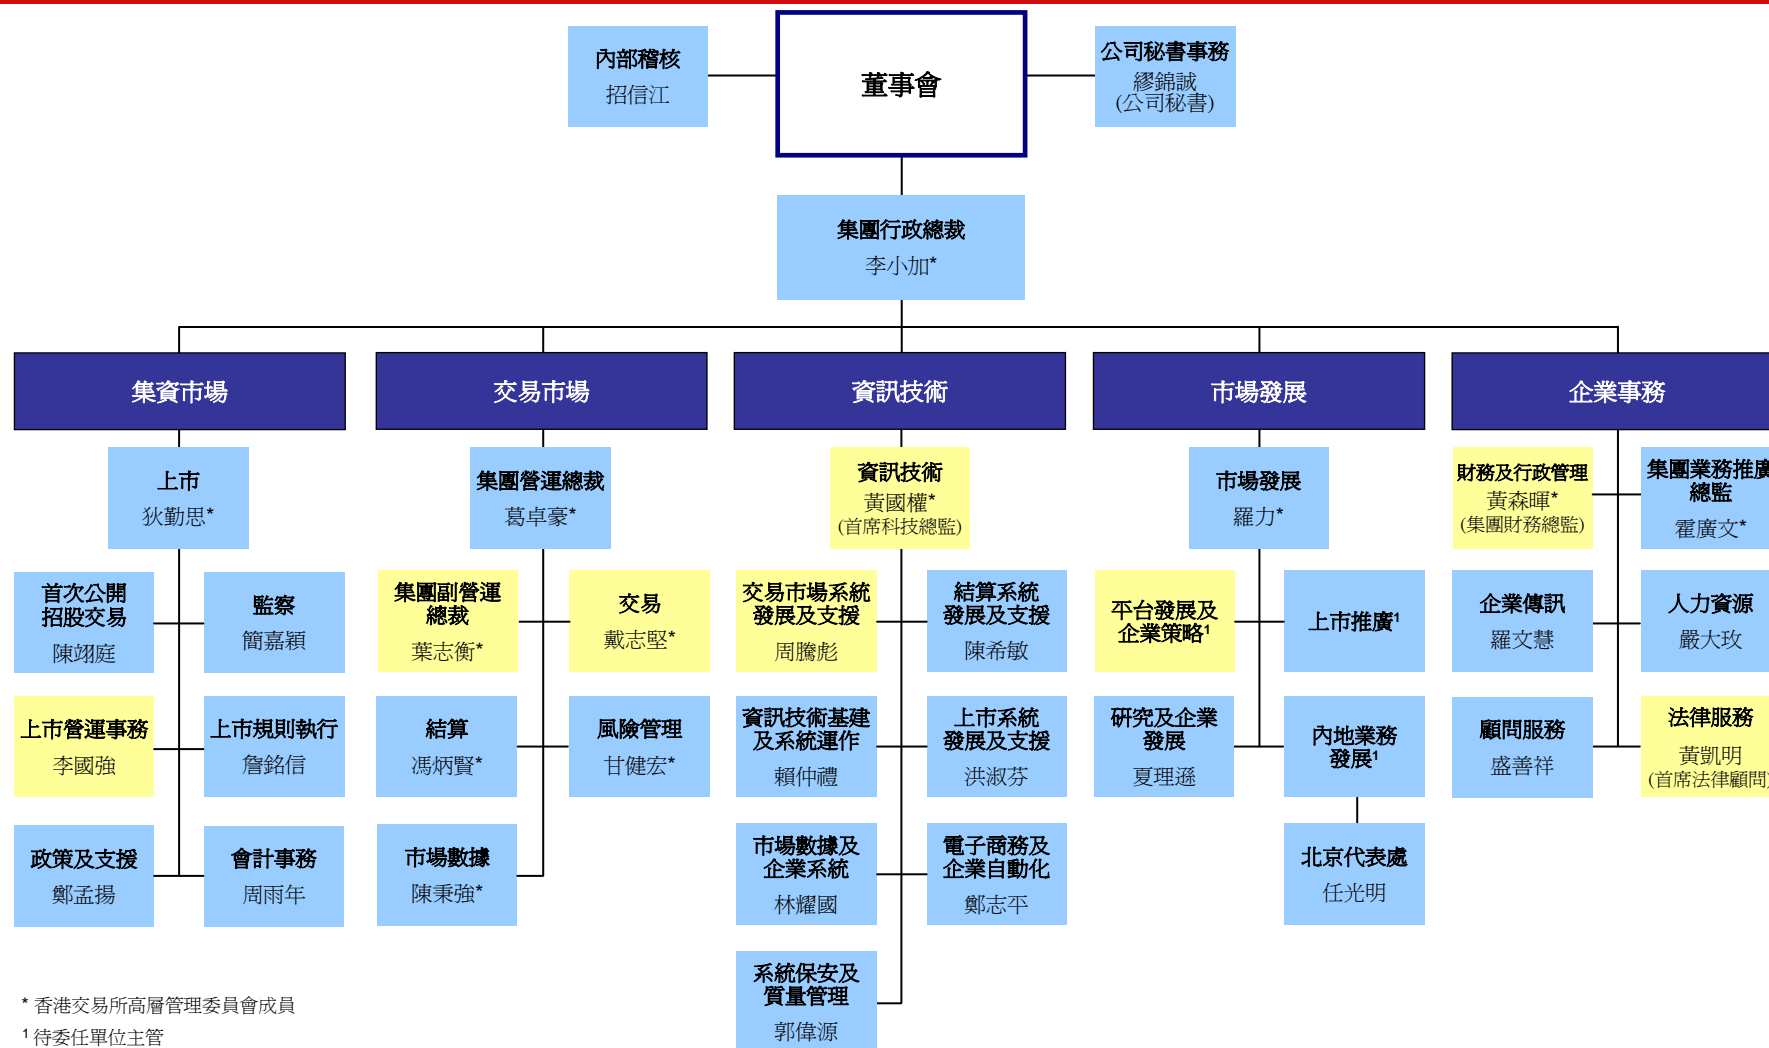 內部稽核
招信江
董事會
公司秘書事務
繆錦誠
(公司秘書)
集團行政總裁
李小加*
集資市場
交易市場
資訊技術
市場發展
企業事務
上市
狄勤思*
集團營運總裁
葛卓豪*
資訊技術
黃國權*
(首席科技總監)
市場發展
羅力*
財務及行政管理
黃森暉*
(集團財務總監)
集團業務推廣
總監
霍廣文*
首次公開
招股交易
陳翊庭
監察
簡嘉穎
集團副營運
總裁
葉志衡*
交易
戴志堅*
交易市場系統
發展及支援
周騰彪
結算系統
發展及支援
陳希敏
平台發展及
企業策略¹
上市推廣¹
企業傳訊
羅文慧
人力資源
嚴大玫
上市營運事務
李國強
上市規則執行
詹銘信
結算
馮炳賢*
風險管理
甘健宏*
資訊技術基建
及系統運作
賴仲禮
上市系統
發展及支援
洪淑芬
研究及企業
發展
夏理遜
內地業務
發展¹
顧問服務
盛善祥
法律服務
黃凱明
(首席法律顧問)
政策及支援
鄭孟揚
會計事務
周雨年
市場數據
陳秉強*
市場數據及
企業系統
林耀國
電子商務及
企業自動化
鄭志平
北京代表處
任光明
系統保安及
質量管理
郭偉源
* 香港交易所高層管理委員會成員
¹ 待委任單位主管